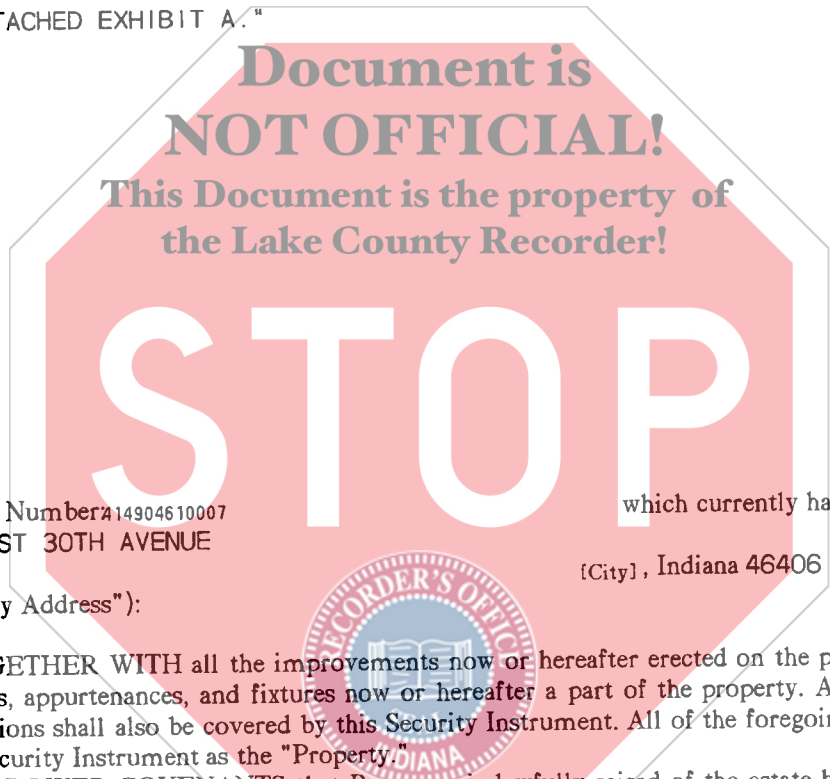 TACHED EXHIBIT A."
Document is
NOT OFFICIAL!
This Document is the property of
the Lake County Recorder!
STOP
Number: 414904610007
which currently ha
ST 30TH AVENUE
[City], Indiana 46406
y Address"):
RECORDER'S OFFICE
GETHER WITH all the improvements now or hereafter erected on the p
s, appurtenances, and fixtures now or hereafter a part of the property. A
ions shall also be covered by this Security Instrument. All of the foregoin
curity Instrument as the "Property."
INDIANA